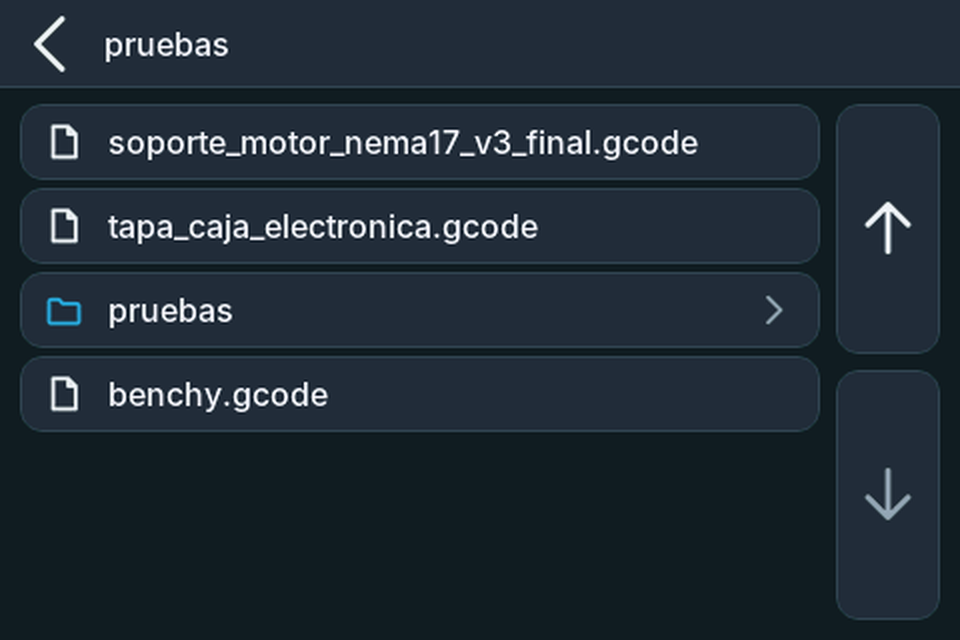 pruebas
soporte_motor_nema17_v3_final.gcode
tapa_caja_electronica.gcode
pruebas
benchy.gcode